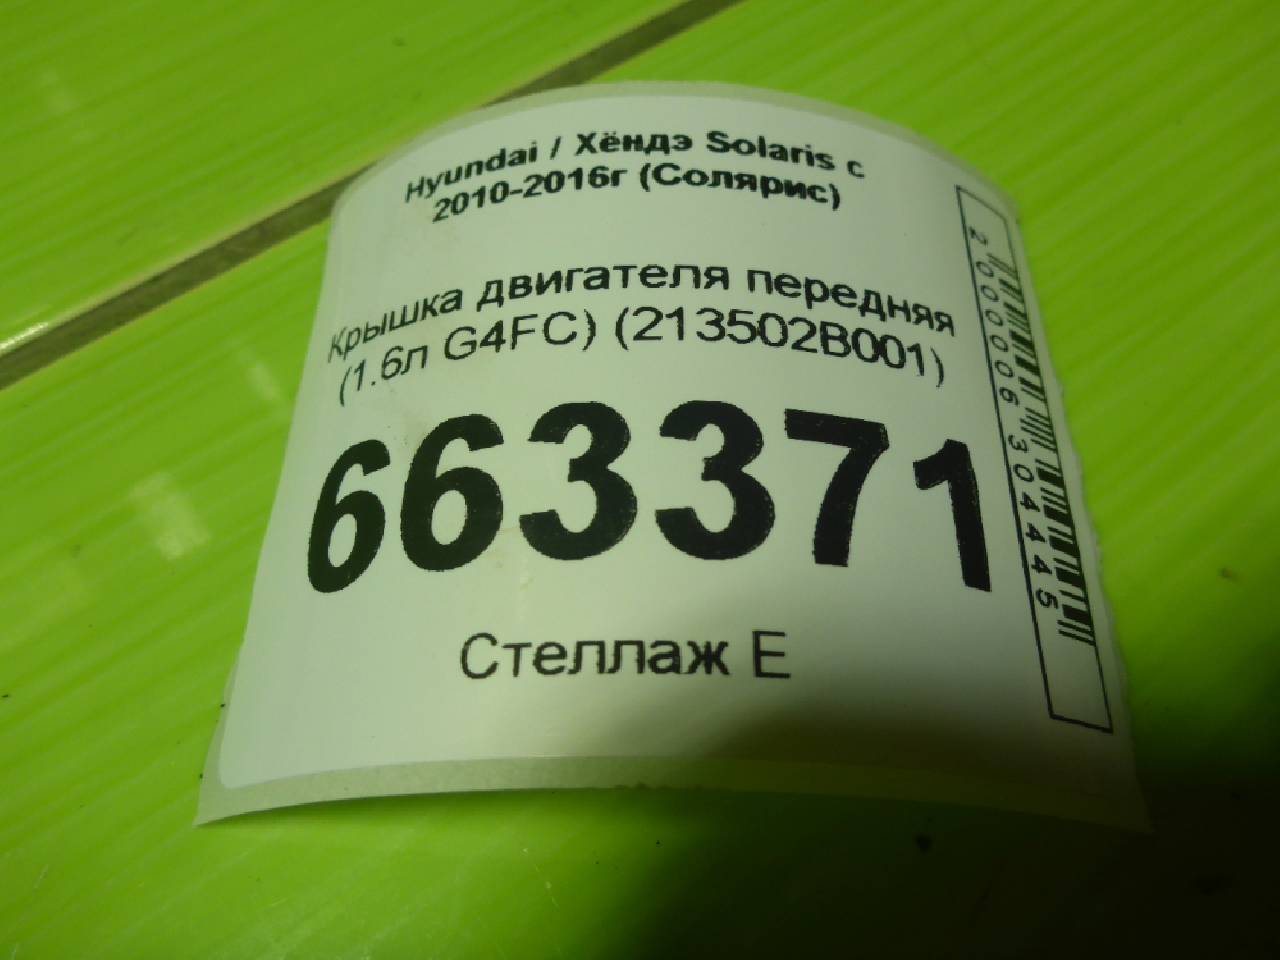 Hyundai / Хёндэ Solaris с
2010-2016г (Солярис)
Крышка двигателя передняя
(1.6л G4FC) (213502B001)
663371
Стеллаж Е
2000006304445